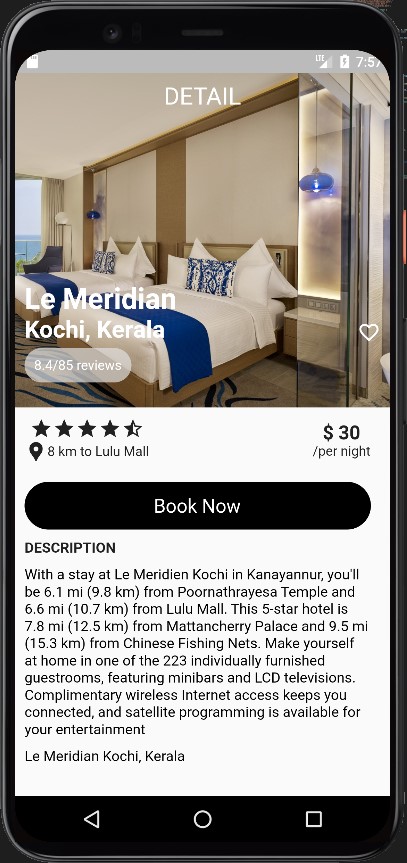 LTE 7:57
DETAIL
Le Meridian
Kochi, Kerala
8.4/85 reviews
$ 30
8 km to Lulu Mall
/per night
Book Now
DESCRIPTION
With a stay at Le Meridien Kochi in Kanayannur, you'll
be 6.1 mi (9.8 km) from Poornathrayesa Temple and
6.6 mi (10.7 km) from Lulu Mall. This 5-star hotel is
7.8 mi (12.5 km) from Mattancherry Palace and 9.5 mi
(15.3 km) from Chinese Fishing Nets. Make yourself
at home in one of the 223 individually furnished
guestrooms, featuring minibars and LCD televisions.
Complimentary wireless Internet access keeps you
connected, and satellite programming is available for
your entertainment
Le Meridian Kochi, Kerala